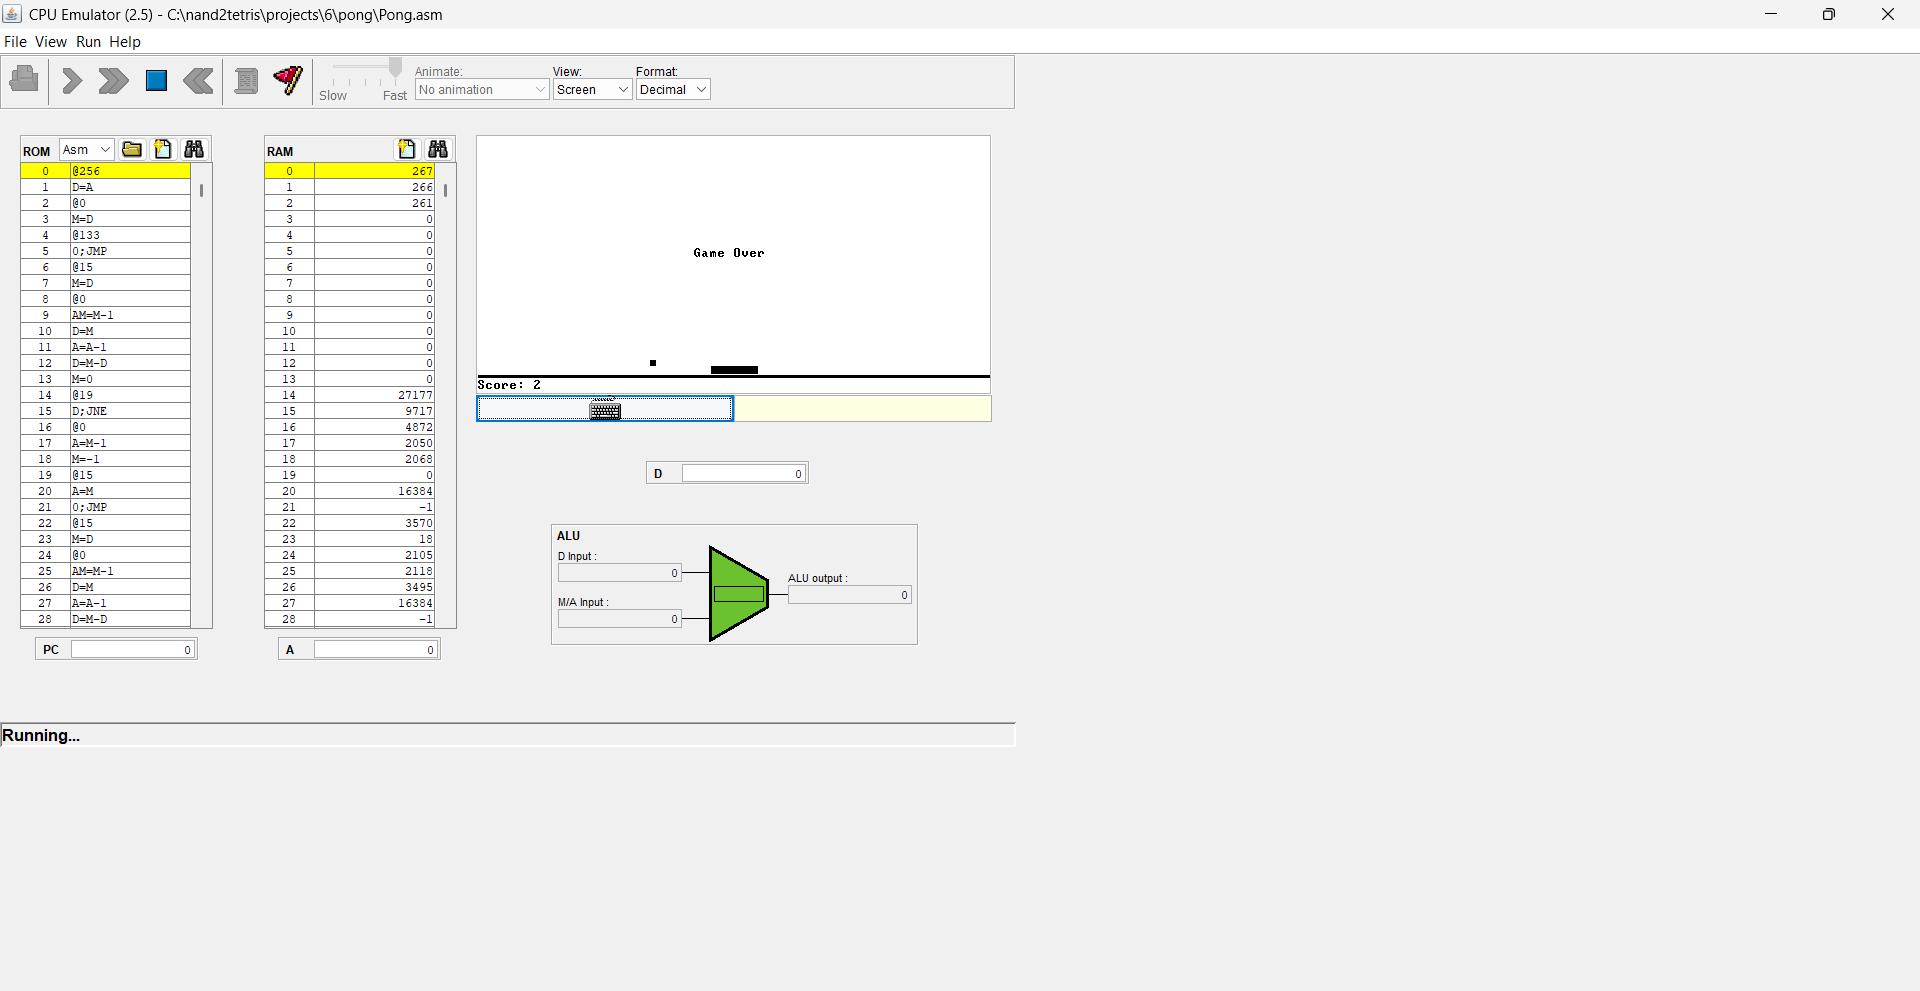 CPU Emulator (2.5) - C:\nand2tetris\projects\6\pong\Pong.asm
File View Run Help
Slow Fast
Animate:
No animation
View:
Screen
Format:
Decimal
ROM Asm
0 @256
1 D=A
2 @0
3 M=D
4 @133
5 0;JMP
6 @15
7 M=D
8 @0
9 AM=M-1
10 D=M
11 A=A-1
12 D=M-D
13 M=0
14 @19
15 D;JNE
16 @0
17 A=M-1
18 M=-1
19 @15
20 A=M
21 0;JMP
22 @15
23 M=D
24 @0
25 AM=M-1
26 D=M
27 A=A-1
28 D=M-D
PC 0
RAM
0 267
1 266
2 261
3 0
4 0
5 0
6 0
7 0
8 0
9 0
10 0
11 0
12 0
13 0
14 27177
15 9717
16 4872
17 2050
18 2068
19 0
20 16384
21 -1
22 3570
23 18
24 2105
25 2118
26 3495
27 16384
28 -1
A 0
Game Over
Score: 2
D 0
ALU
D Input :
0
M/A Input :
0
ALU output :
0
Running...